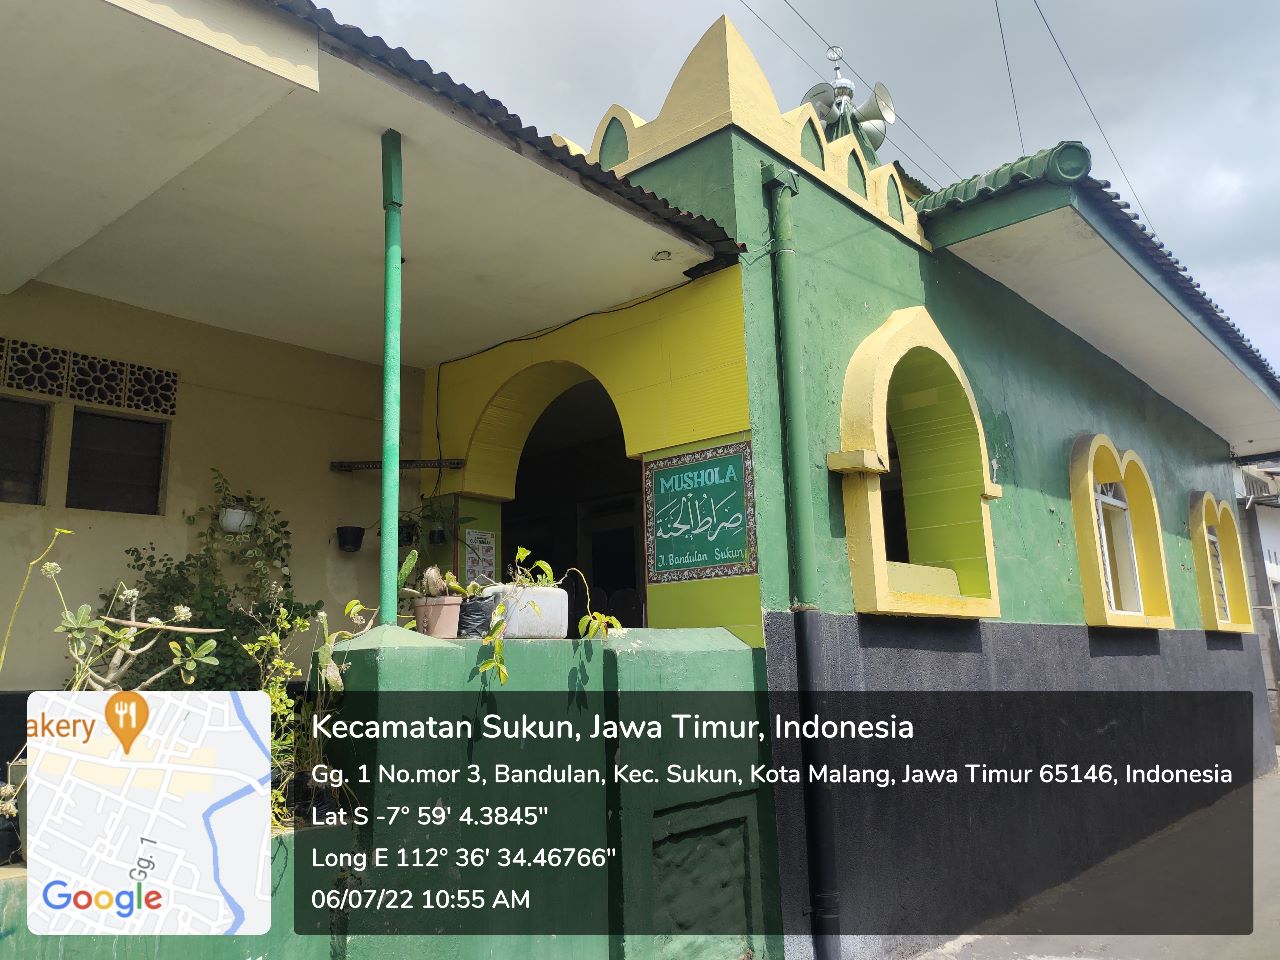 MUSHOLA
صراط الجنة
Jl. Bandulan Sukun
akery
Gg. 1
Google
Kecamatan Sukun, Jawa Timur, Indonesia
Gg. 1 No.mor 3, Bandulan, Kec. Sukun, Kota Malang, Jawa Timur 65146, Indonesia
Lat S -7° 59' 4.3845"
Long E 112° 36' 34.46766"
06/07/22 10:55 AM